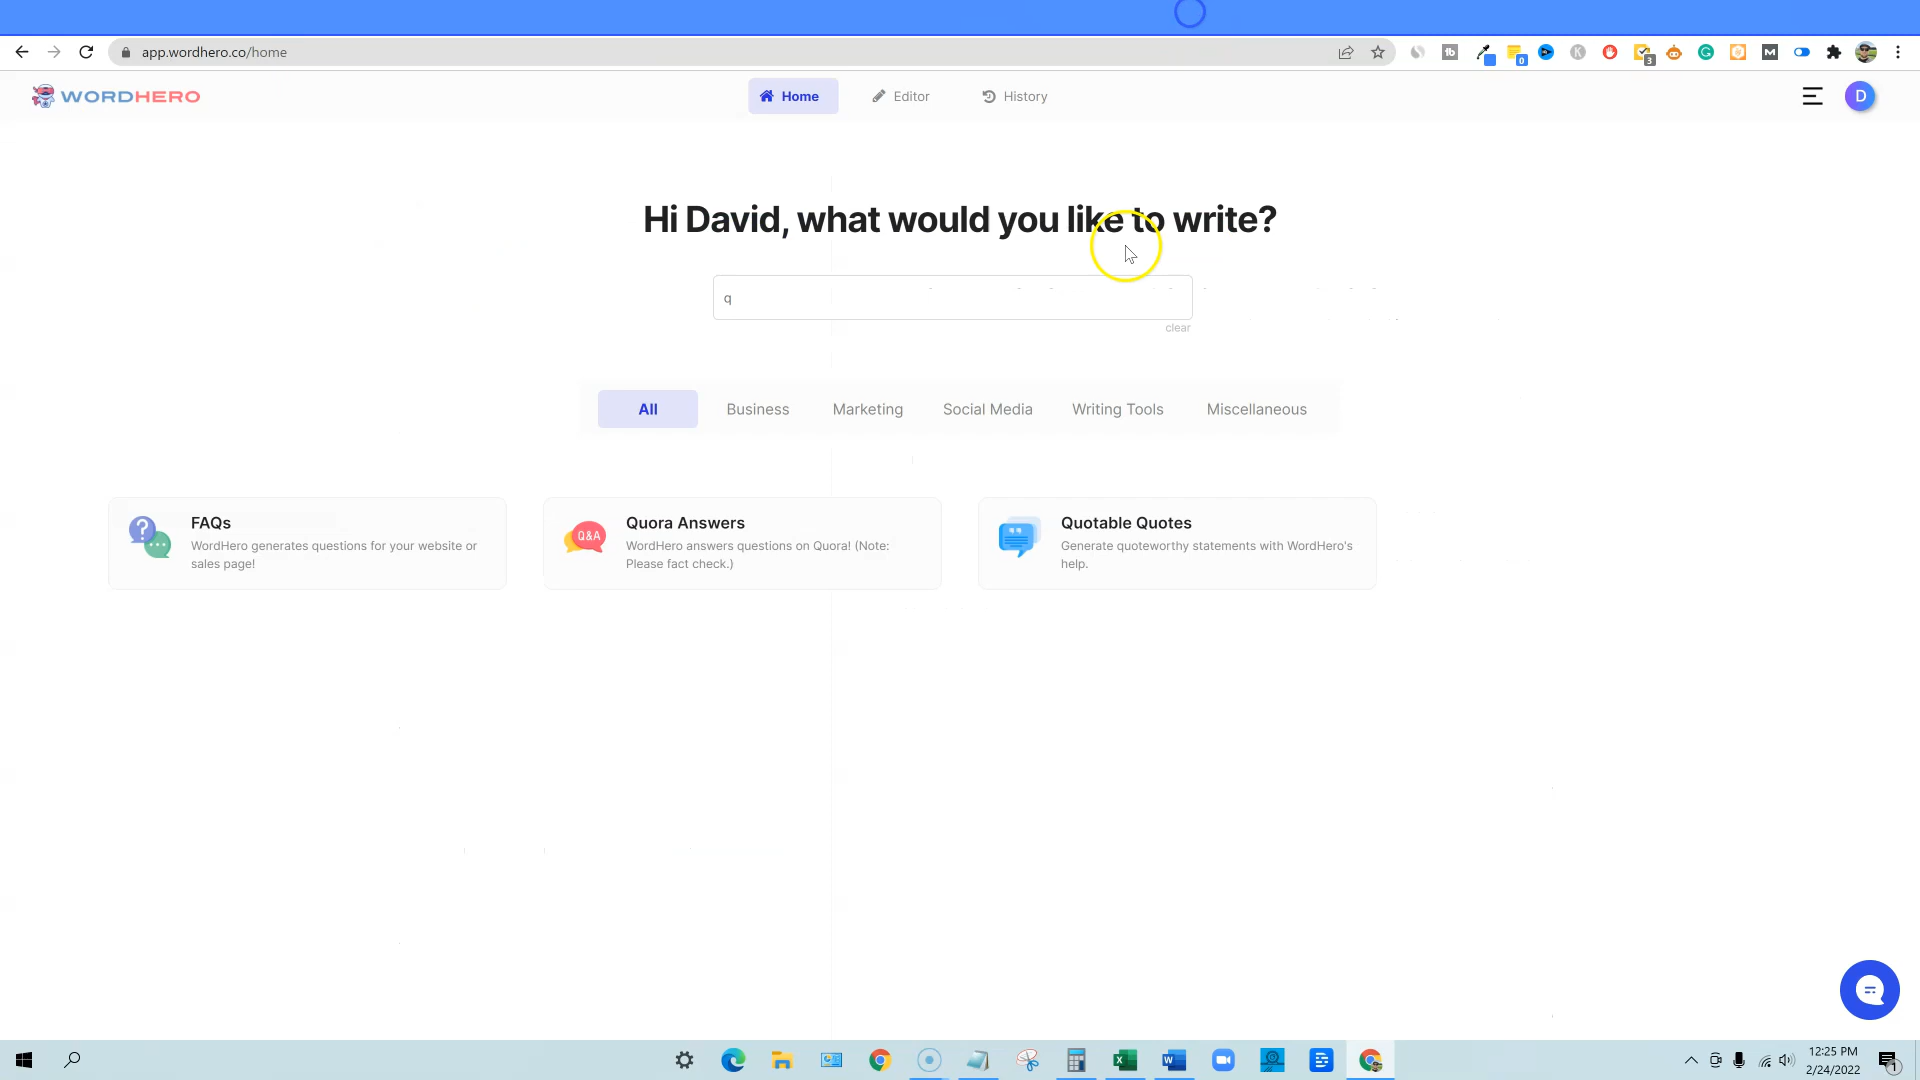 app.wordhero.co/home
0
3
WORDHERO
Home
Editor
History
D
Hi David, what would you like to write?
q
clear
All
Business
Marketing
Social Media
Writing Tools
Miscellaneous
FAQs
WordHero generates questions for your website or
sales page!
Q&A
Quora Answers
WordHero answers questions on Quora! (Note:
Please fact check.)
Quotable Quotes
Generate quoteworthy statements with WordHero's
help.
12:25 PM
2/24/2022
1